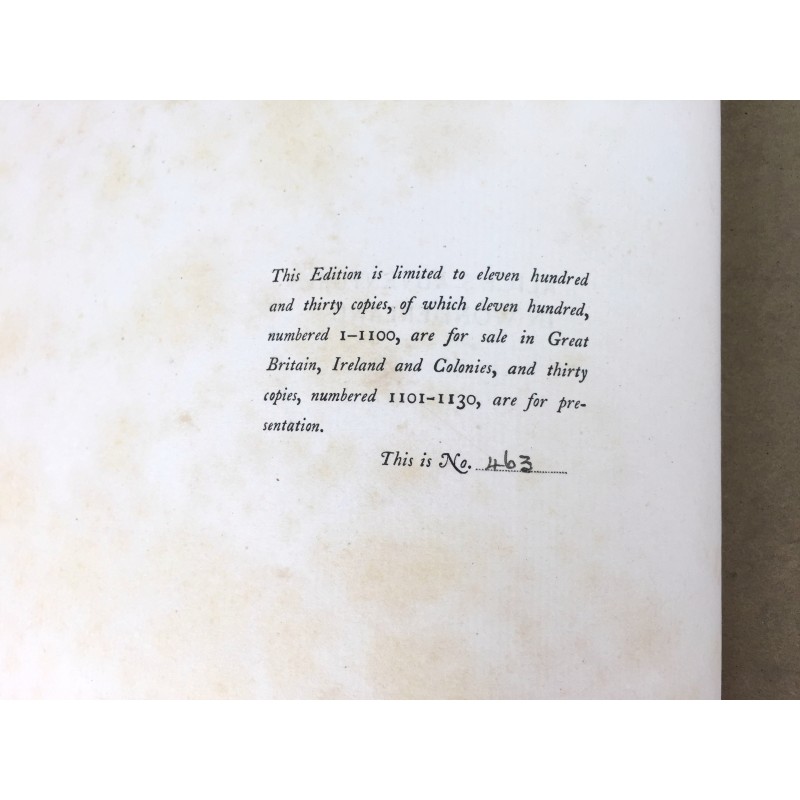 This Edition is limited to eleven hundred
and thirty copies, of which eleven hundred,
numbered 1–1100, are for sale in Great
Britain, Ireland and Colonies, and thirty
copies, numbered 1101–1130, are for pre-
sentation.
This is No. 463